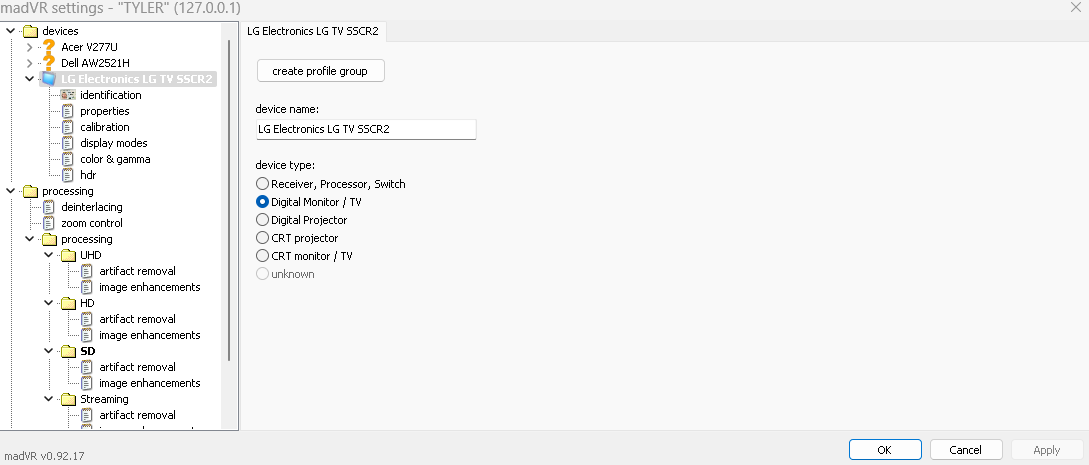 madVR settings - "TYLER" (127.0.0.1)
devices
Acer V277U
Dell AW2521H
LG Electronics LG TV SSCR2
identification
properties
calibration
display modes
color & gamma
hdr
processing
deinterlacing
zoom control
processing
UHD
artifact removal
image enhancements
HD
artifact removal
image enhancements
SD
artifact removal
image enhancements
Streaming
artifact removal
image enhancements
LG Electronics LG TV SSCR2
create profile group
device name:
LG Electronics LG TV SSCR2
device type:
Receiver, Processor, Switch
Digital Monitor / TV
Digital Projector
CRT projector
CRT monitor / TV
unknown
madVR v0.92.17
OK
Cancel
Apply